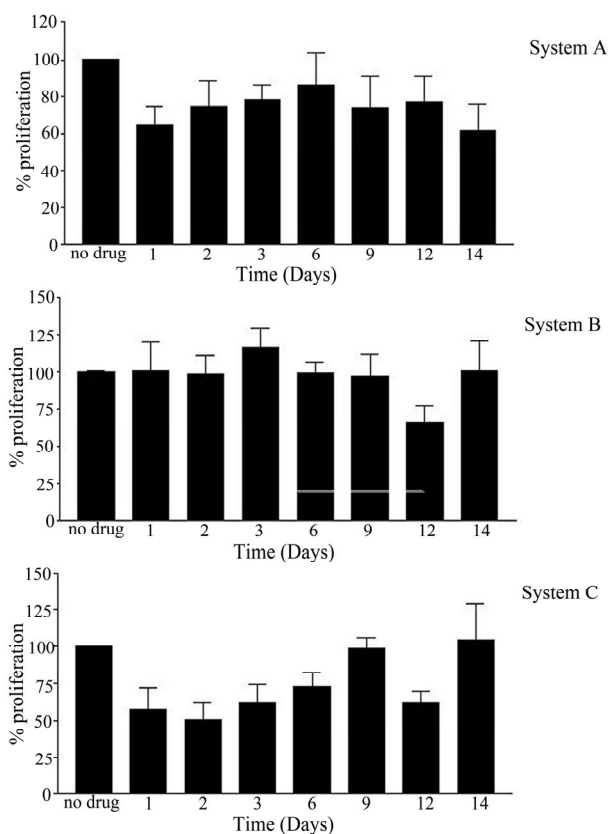 System A
120
100
80
60
40
20
0
% proliferation
no drug 1 2 3 6 9 12 14
Time (Days)
System B
150
125
100
75
50
25
0
% proliferation
no drug 1 2 3 6 9 12 14
Time (Days)
System C
150
125
100
75
50
25
0
% proliferation
no drug 1 2 3 6 9 12 14
Time (Days)